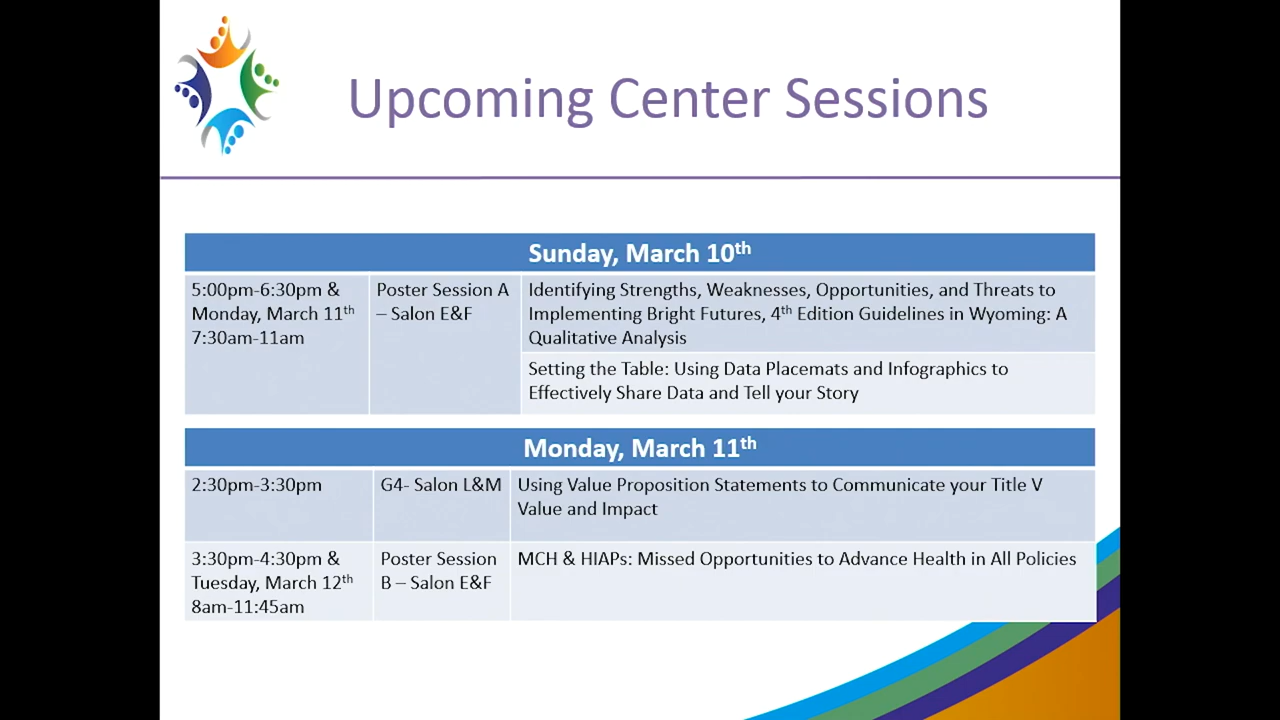 Upcoming Center Sessions
Sunday, March 10th
5:00pm-6:30pm &
Monday, March 11th
7:30am-11am
Poster Session A
– Salon E&F
Identifying Strengths, Weaknesses, Opportunities, and Threats to
Implementing Bright Futures, 4th Edition Guidelines in Wyoming: A
Qualitative Analysis
Setting the Table: Using Data Placemats and Infographics to
Effectively Share Data and Tell your Story
Monday, March 11th
2:30pm-3:30pm
G4- Salon L&M
Using Value Proposition Statements to Communicate your Title V
Value and Impact
3:30pm-4:30pm &
Tuesday, March 12th
8am-11:45am
Poster Session
B – Salon E&F
MCH & HIAPs: Missed Opportunities to Advance Health in All Policies